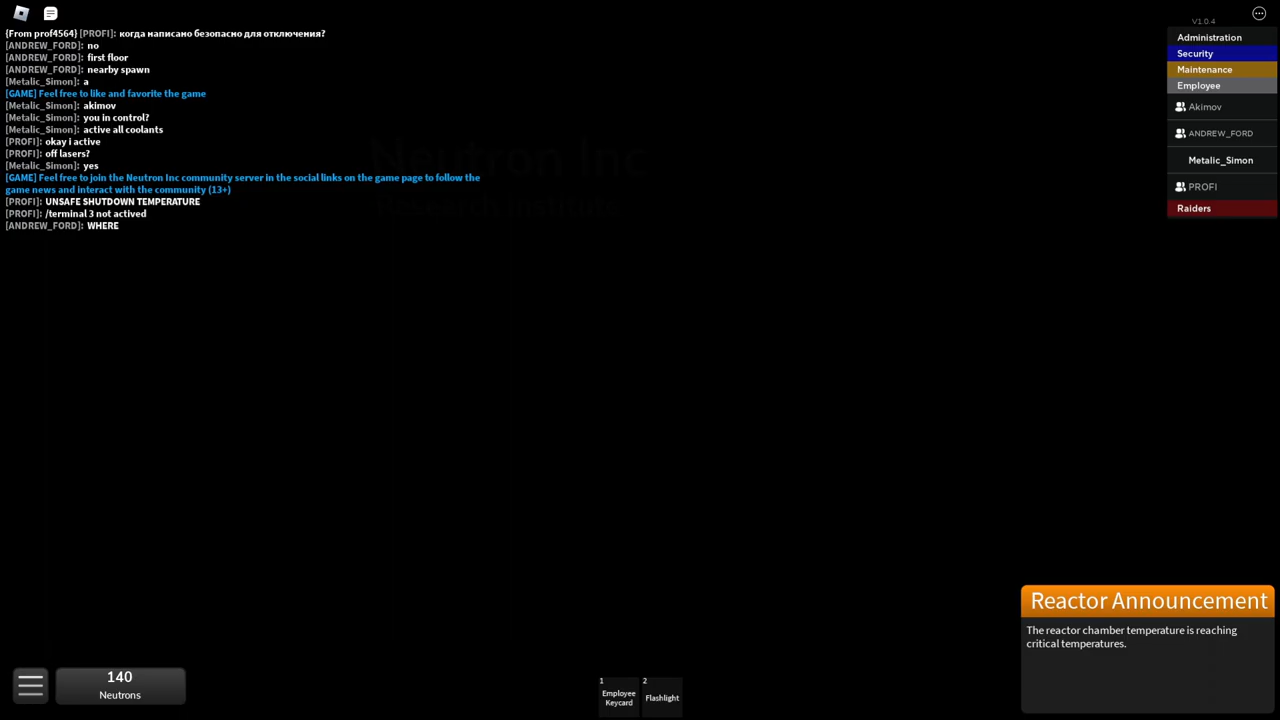 V1.0.4
{From prof4564} [PROFI]: когда написано безопасно для отключения?
[ANDREW_FORD]: no
[ANDREW_FORD]: first floor
[ANDREW_FORD]: nearby spawn
[Metalic_Simon]: a
[GAME] Feel free to like and favorite the game
[Metalic_Simon]: akimov
[Metalic_Simon]: you in control?
[Metalic_Simon]: active all coolants
[PROFI]: okay i active
[PROFI]: off lasers?
[Metalic_Simon]: yes
[GAME] Feel free to join the Neutron Inc community server in the social links on the game page to follow the
game news and interact with the community (13+)
[PROFI]: UNSAFE SHUTDOWN TEMPERATURE
[PROFI]: /terminal 3 not actived
[ANDREW_FORD]: WHERE
Administration
Security
Maintenance
Employee
Akimov
ANDREW_FORD
Metalic_Simon
PROFI
Raiders
Neutron Inc
Research Institute
Reactor Announcement
The reactor chamber temperature is reaching
critical temperatures.
140
Neutrons
1
Employee
Keycard
2
Flashlight